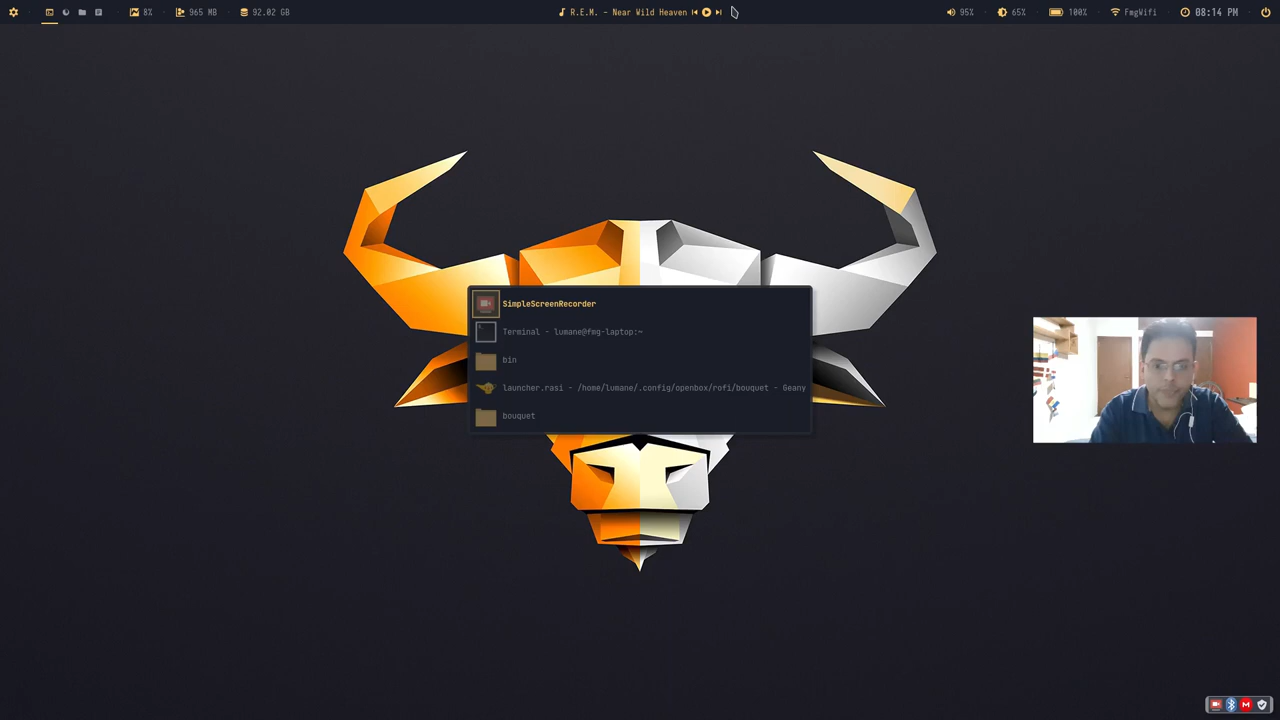 8% 965 MB 92.02 GB R.E.M. - Near Wild Heaven 95% 65% 100% FmgWifi 08:14 PM
SimpleScreenRecorder
Terminal - lumane@fmg-laptop:~
bin
launcher.rasi - /home/lumane/.config/openbox/rofi/bouquet - Geany
bouquet